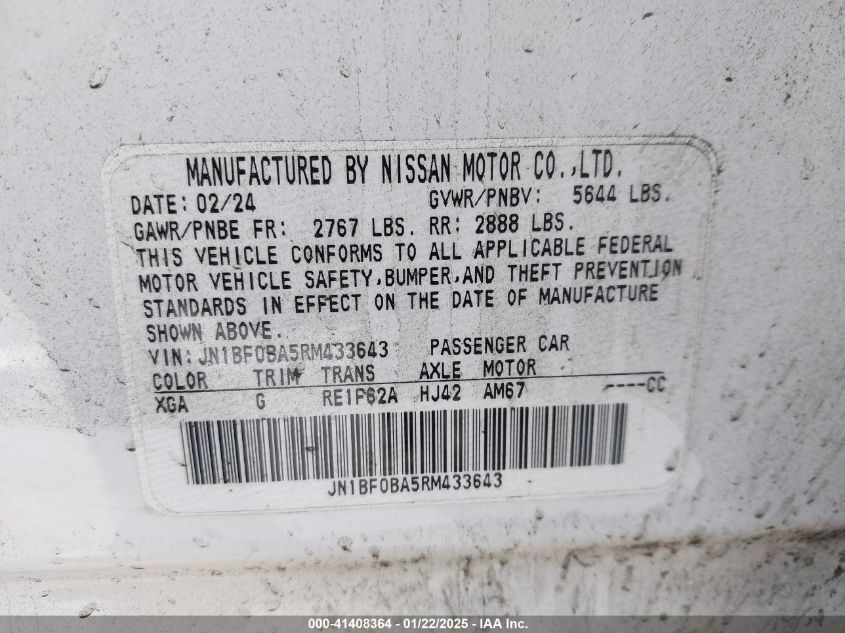 MANUFACTURED BY NISSAN MOTOR CO.,LTD.
DATE: 02/24 GVWR/PNBV: 5644 LBS.
GAWR/PNBE FR: 2767 LBS. RR: 2888 LBS.
THIS VEHICLE CONFORMS TO ALL APPLICABLE FEDERAL
MOTOR VEHICLE SAFETY,BUMPER,AND THEFT PREVENTION
STANDARDS IN EFFECT ON THE DATE OF MANUFACTURE
SHOWN ABOVE.
VIN: JN1BF0BA5RM433643 PASSENGER CAR
COLOR TRIM TRANS AXLE MOTOR
XGA G RE1F62A HJ42 AM67 ----CC
JN1BF0BA5RM433643
000-41408364 - 01/22/2025 - IAA Inc.